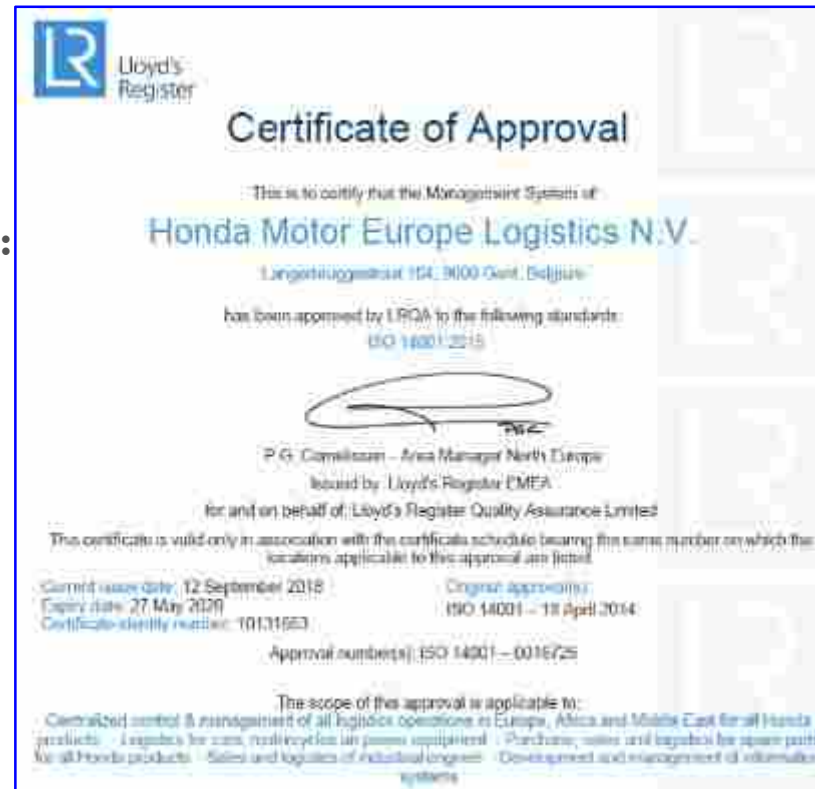 LR
Lloyd's
Register
Certificate of Approval
This is to certify that the Management System of:
Honda Motor Europe Logistics N.V.
104, 9000 Gent, Belgium
has been approved by LRQA to the following standards:
ISO 14001:2015
P.G. Cornelissen - Area Manager North Europe
Issued by: Lloyd's Register EMEA
for and on behalf of: Lloyd's Register Quality Assurance Limited
This certificate is valid only in association with the certificate schedule bearing the same number on which the
locations applicable to this approval are listed.
Current issue date: 12 September 2018
Expiry date: 27 May 2020
Certificate identity number:
Original approval(s):
ISO 14001 – April 2014
Approval number(s): ISO 14001 –
The scope of this approval is applicable to:
Centralized control & management of all logistics operations in Europe, Africa and Middle East for all Honda
products. - Logistics for cars, motorcycles power equipment. - Purchase, sales and logistics for spare parts
for all Honda products. - Sales and logistics of industrial engines. - Development and management of information
systems
: